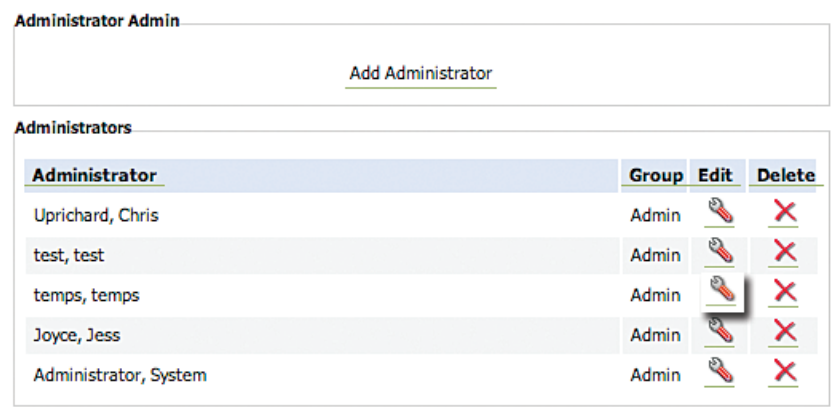 Administrator Admin
Add Administrator
Administrators
Administrator Group Edit Delete
Uprichard, Chris Admin
test, test Admin
temps, temps Admin
Joyce, Jess Admin
Administrator, System Admin